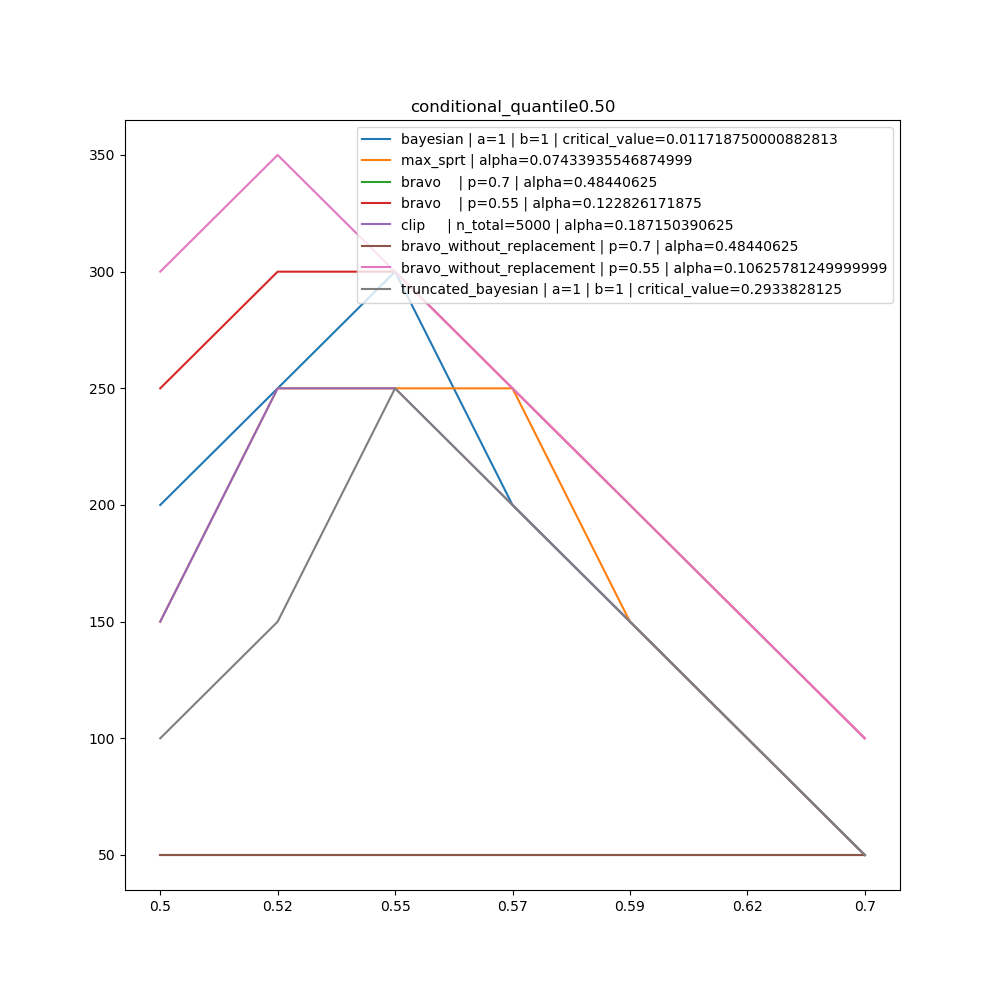 conditional_quantile0.50
bayesian | a=1 | b=1 | critical_value=0.011718750000882813
max_sprt | alpha=0.07433935546874999
bravo | p=0.7 | alpha=0.48440625
bravo | p=0.55 | alpha=0.122826171875
clip | n_total=5000 | alpha=0.187150390625
bravo_without_replacement | p=0.7 | alpha=0.48440625
bravo_without_replacement | p=0.55 | alpha=0.10625781249999999
truncated_bayesian | a=1 | b=1 | critical_value=0.2933828125
350
300
250
200
150
100
50
0.5 0.52 0.55 0.57 0.59 0.62 0.7